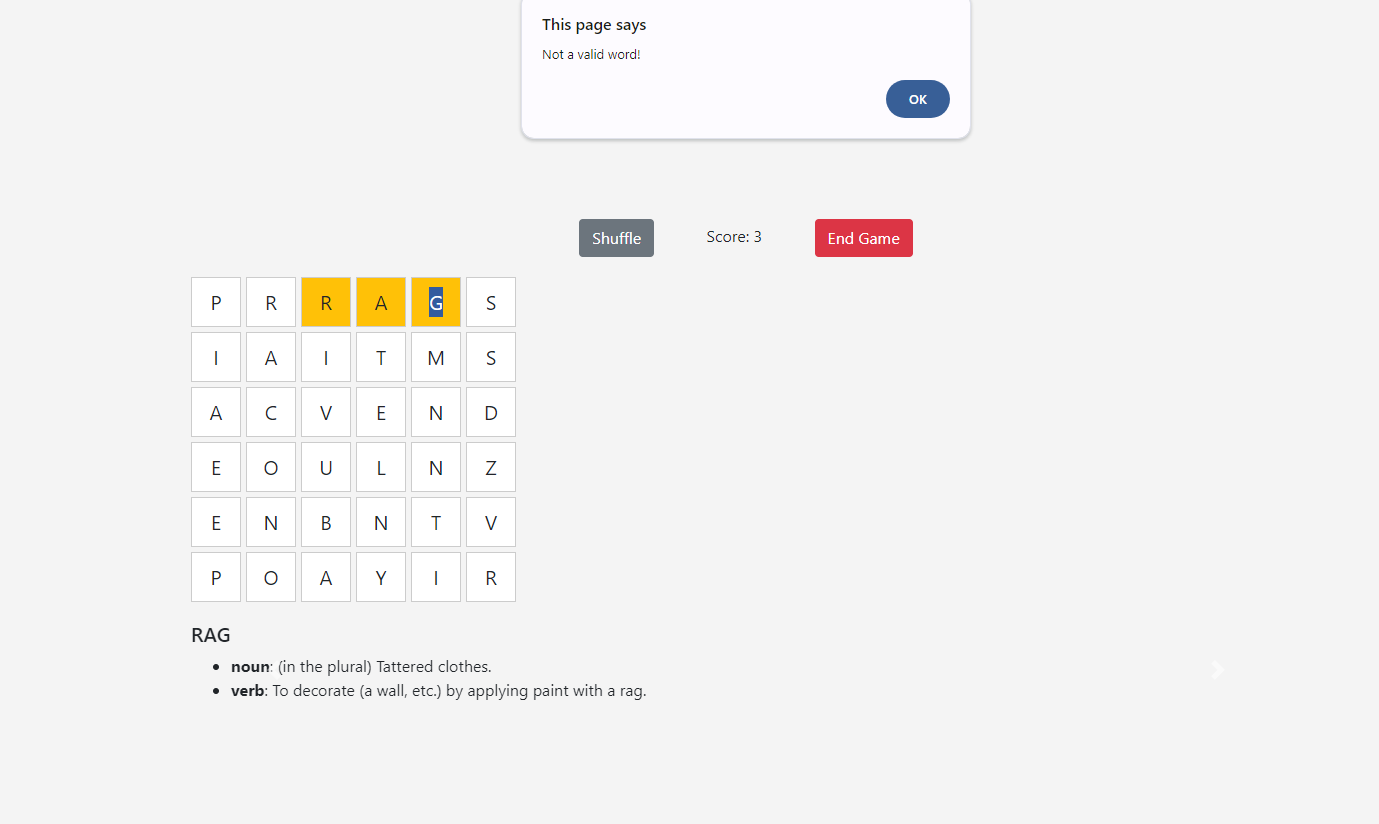 This page says
Not a valid word!
OK
Shuffle
Score: 3
End Game
P R R A G S
I A I T M S
A C V E N D
E O U L N Z
E N B N T V
P O A Y I R
RAG
noun: (in the plural) Tattered clothes.
verb: To decorate (a wall, etc.) by applying paint with a rag.